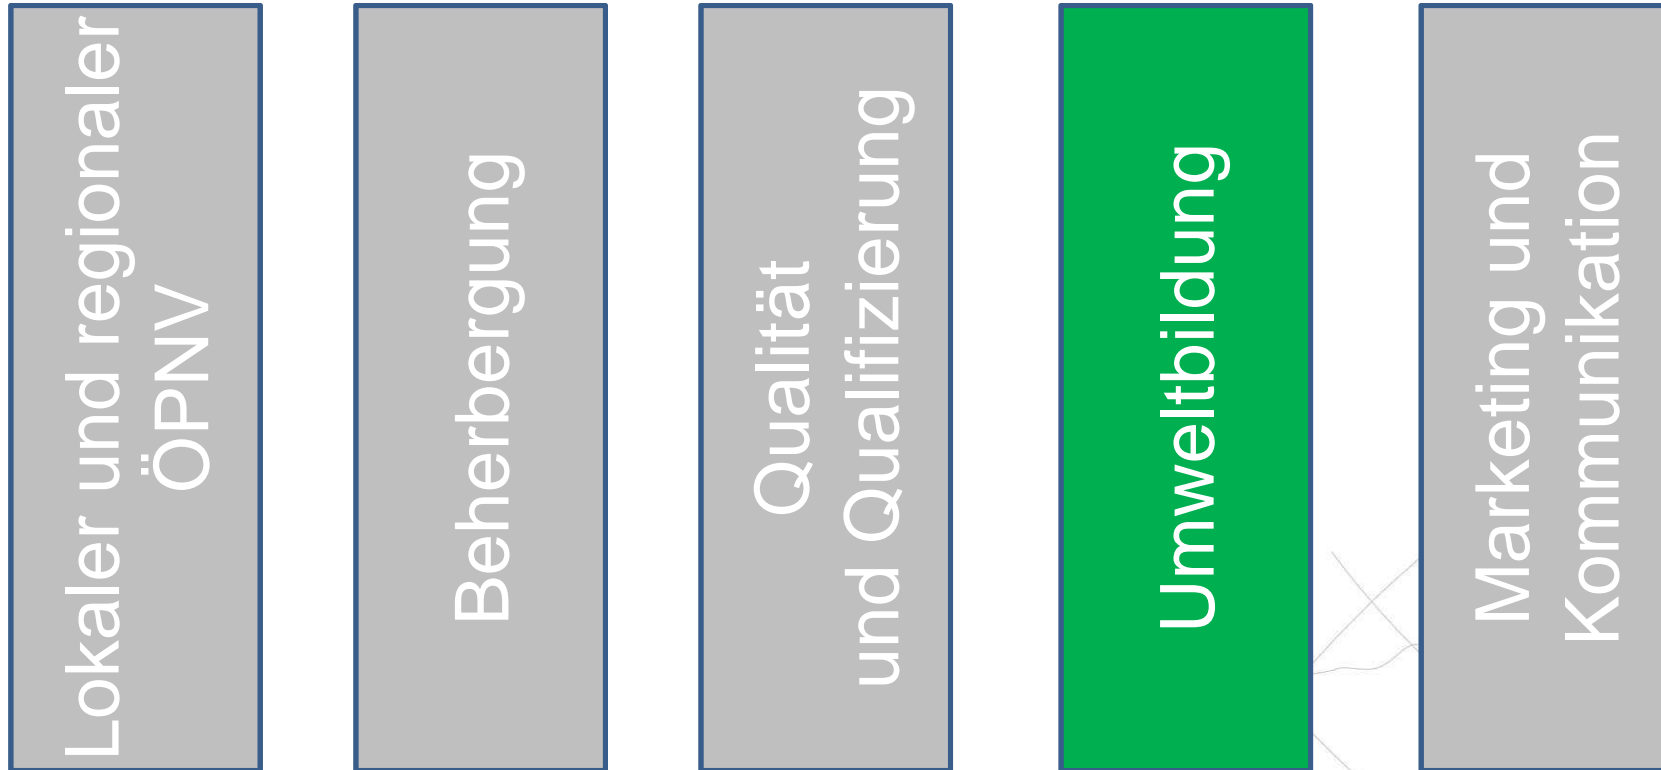 Lokaler und regionaler
ÖPNV
Beherbergung
Qualität
und Qualifizierung
Umweltbildung
Marketing und
Kommunikation